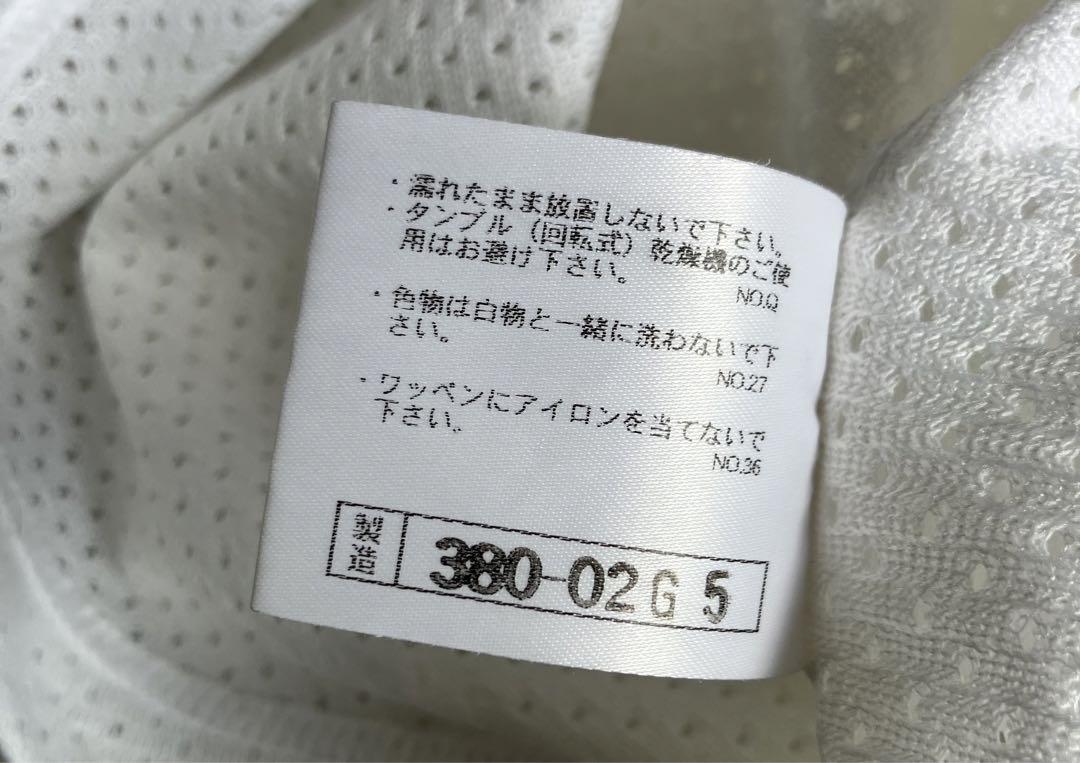 ・濡れたまま放置しないで下さい。
・タンブル（回転式）乾燥機のご使
用はお避け下さい。
NO.Q
・色物は白物と一緒に洗わないで下
さい。
NO.27
・ワッペンにアイロンを当てないで
下さい。
NO.36
製造 380-02G 5